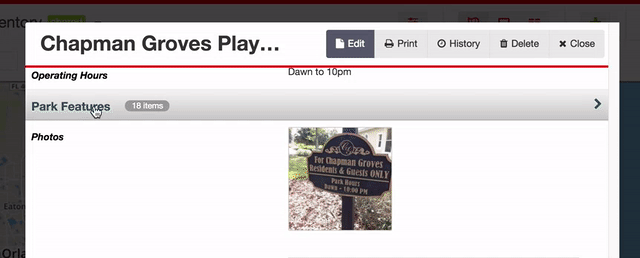 entory
Chapman Groves Play...
Edit
Print
History
Delete
Close
Operating Hours
Dawn to 10pm
Park Features
18 items
Photos
For Chapman Groves
Residents & Guests ONLY
Park Hours
Dawn - 10:00 PM
Eaton
Orla